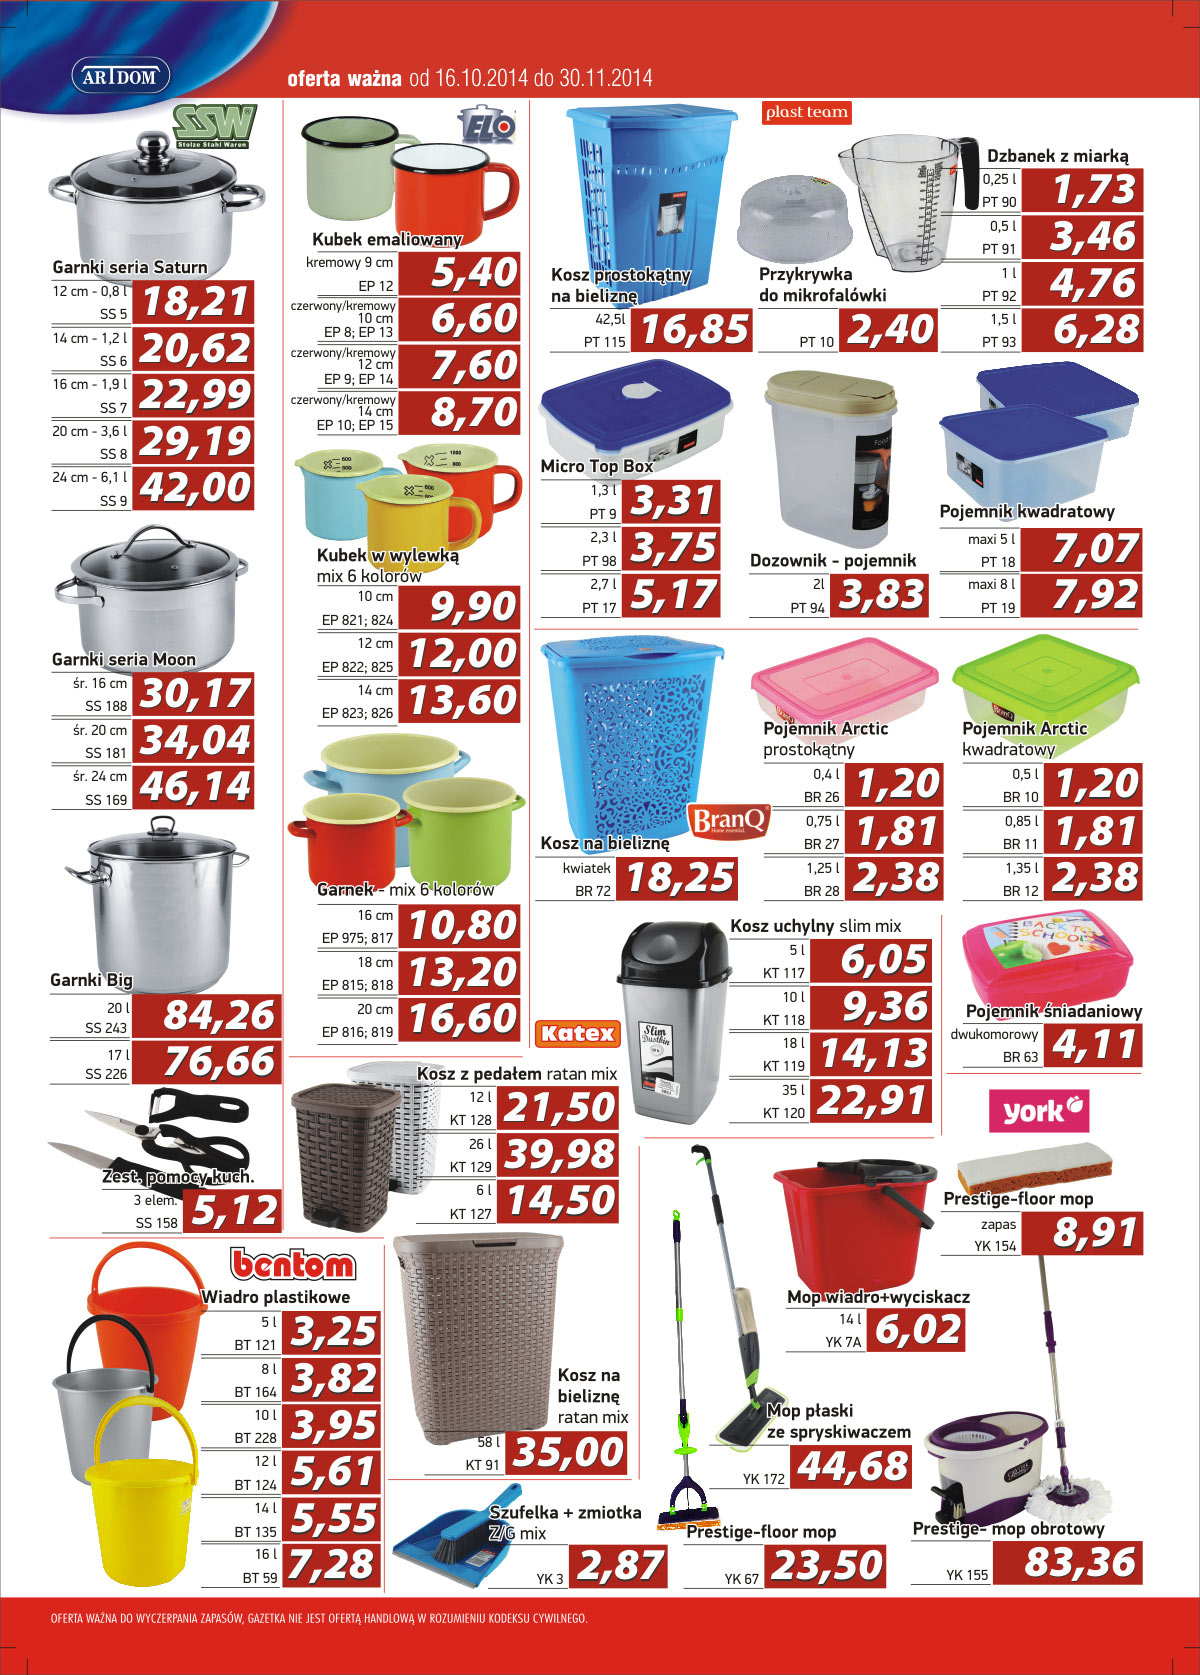 ARTDOM
oferta ważna od 16.10.2014 do 30.11.2014
SSW
Stolze Stahl Waren
Garnki seria Saturn
12 cm - 0,8 l
SS 5
18,21
14 cm - 1,2 l
SS 6
20,62
16 cm - 1,9 l
SS 7
22,99
20 cm - 3,6 l
SS 8
29,19
24 cm - 6,1 l
SS 9
42,00
Garnki seria Moon
śr. 16 cm
SS 188
30,17
śr. 20 cm
SS 181
34,04
śr. 24 cm
SS 169
46,14
Garnki Big
20 l
SS 243
84,26
17 l
SS 226
76,66
Zest. pomocy kuch.
3 elem.
SS 158
5,12
ELO
Kubek emaliowany
kremowy 9 cm
EP 12
5,40
czerwony/kremowy
10 cm
EP 8; EP 13
6,60
czerwony/kremowy
12 cm
EP 9; EP 14
7,60
czerwony/kremowy
14 cm
EP 10; EP 15
8,70
Kubek w wylewką
mix 6 kolorów
10 cm
EP 821; 824
9,90
12 cm
EP 822; 825
12,00
14 cm
EP 823; 826
13,60
Garnek - mix 6 kolorów
16 cm
EP 975; 817
10,80
18 cm
EP 815; 818
13,20
20 cm
EP 816; 819
16,60
plast team
Kosz prostokątny
na bieliznę
42,5l
PT 115
16,85
Przykrywka
do mikrofalówki
PT 10
2,40
Dzbanek z miarką
0,25 l
PT 90
1,73
0,5 l
PT 91
3,46
1 l
PT 92
4,76
1,5 l
PT 93
6,28
Micro Top Box
1,3 l
PT 9
3,31
2,3 l
PT 98
3,75
2,7 l
PT 17
5,17
Dozownik - pojemnik
2l
PT 94
3,83
Pojemnik kwadratowy
maxi 5 l
PT 18
7,07
maxi 8 l
PT 19
7,92
BranQ
Home essential.
Kosz na bieliznę
kwiatek
BR 72
18,25
BranQ
Pojemnik Arctic
prostokątny
0,4 l
BR 26
1,20
0,75 l
BR 27
1,81
1,25 l
BR 28
2,38
BranQ
Pojemnik Arctic
kwadratowy
0,5 l
BR 10
1,20
0,85 l
BR 11
1,81
1,35 l
BR 12
2,38
Katex
Slim
Dustbin
Kosz uchylny slim mix
5 l
KT 117
6,05
10 l
KT 118
9,36
18 l
KT 119
14,13
35 l
KT 120
22,91
BACK TO
SCHOOL
Pojemnik śniadaniowy
dwukomorowy
BR 63
4,11
Kosz z pedałem ratan mix
12 l
KT 128
21,50
26 l
KT 129
39,98
6 l
KT 127
14,50
york
Prestige-floor mop
zapas
YK 154
8,91
Mop wiadro+wyciskacz
14 l
YK 7A
6,02
bentom
Wiadro plastikowe
5 l
BT 121
3,25
8 l
BT 164
3,82
10 l
BT 228
3,95
12 l
BT 124
5,61
14 l
BT 135
5,55
16 l
BT 59
7,28
Kosz na
bieliznę
ratan mix
58 l
KT 91
35,00
Mop płaski
ze spryskiwaczem
YK 172
44,68
Szufelka + zmiotka
Z/G mix
YK 3
2,87
Prestige-floor mop
YK 67
23,50
Prestige- mop obrotowy
YK 155
83,36
OFERTA WAŻNA DO WYCZERPANIA ZAPASÓW, GAZETKA NIE JEST OFERTĄ HANDLOWĄ W ROZUMIENIU KODEKSU CYWILNEGO.